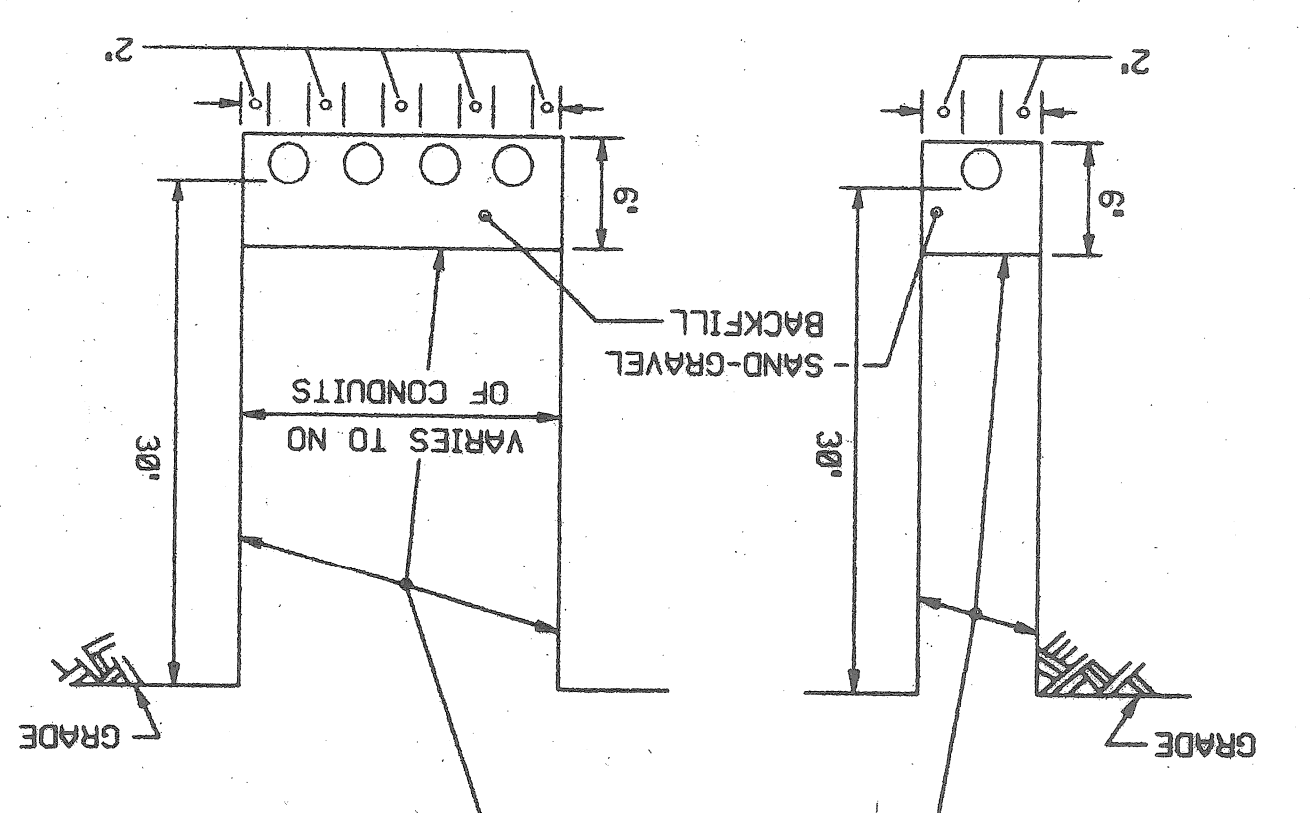 GRADE
GRADE
30"
VARIES TO NO
OF CONDUITS
30"
SAND-GRAVEL
BACKFILL
6"
6"
2"
2"